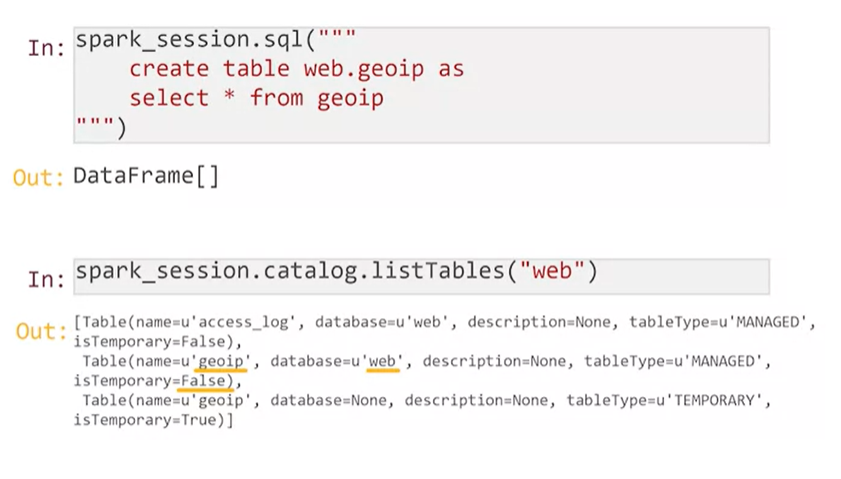 In: spark_session.sql("""
create table web.geoip as
select * from geoip
""")
Out: DataFrame[]
In: spark_session.catalog.listTables("web")
Out: [Table(name=u'access_log', database=u'web', description=None, tableType=u'MANAGED',
isTemporary=False),
Table(name=u'geoip', database=u'web', description=None, tableType=u'MANAGED',
isTemporary=False),
Table(name=u'geoip', database=None, description=None, tableType=u'TEMPORARY',
isTemporary=True)]